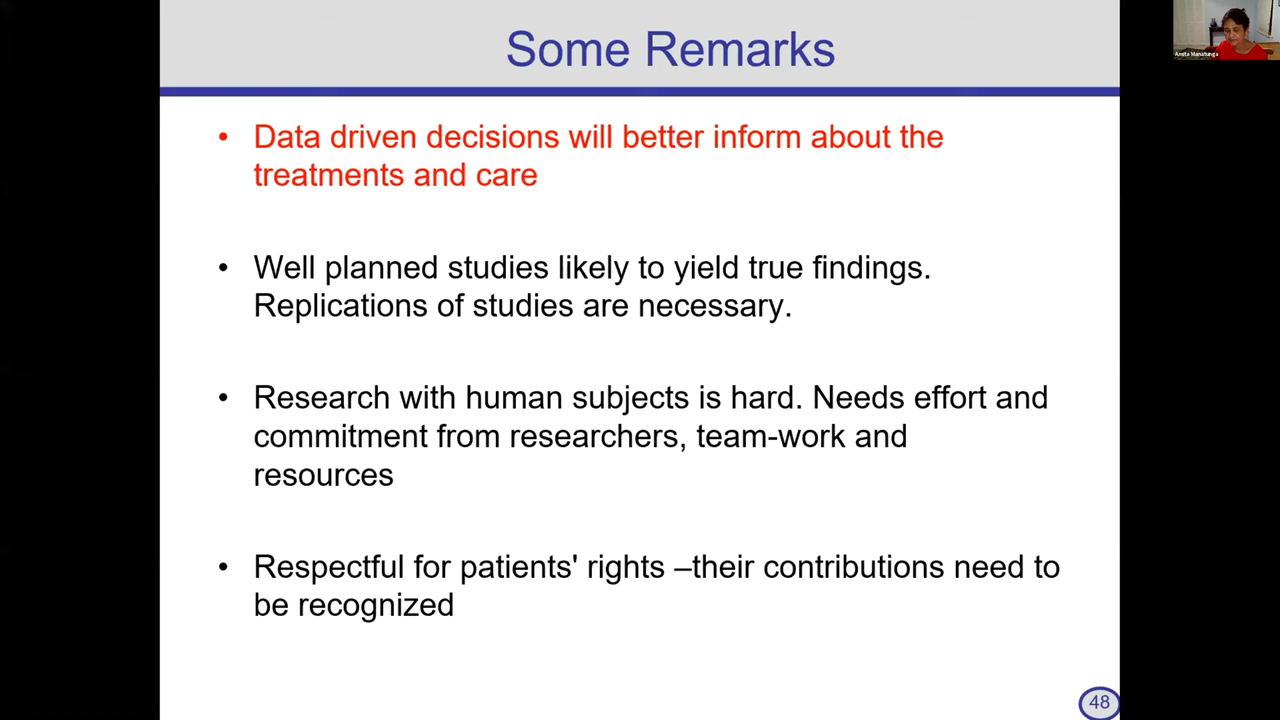 Some Remarks
Amita Manatunga
• Data driven decisions will better inform about the
treatments and care
• Well planned studies likely to yield true findings.
Replications of studies are necessary.
• Research with human subjects is hard. Needs effort and
commitment from researchers, team-work and
resources
• Respectful for patients' rights –their contributions need to
be recognized
48